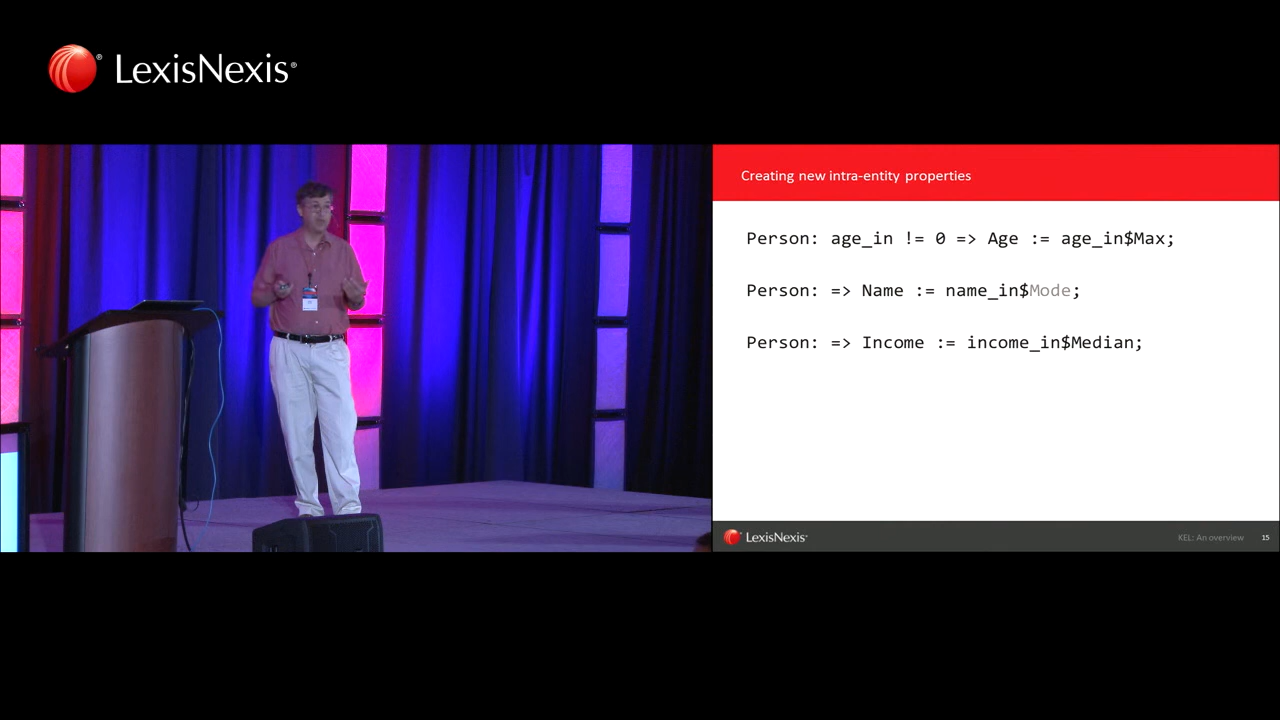 LexisNexis®
Creating new intra-entity properties
Person: age_in != 0 => Age := age_in$Max;
Person: => Name := name_in$Mode;
Person: => Income := income_in$Median;
LexisNexis®
KEL: An overview 15